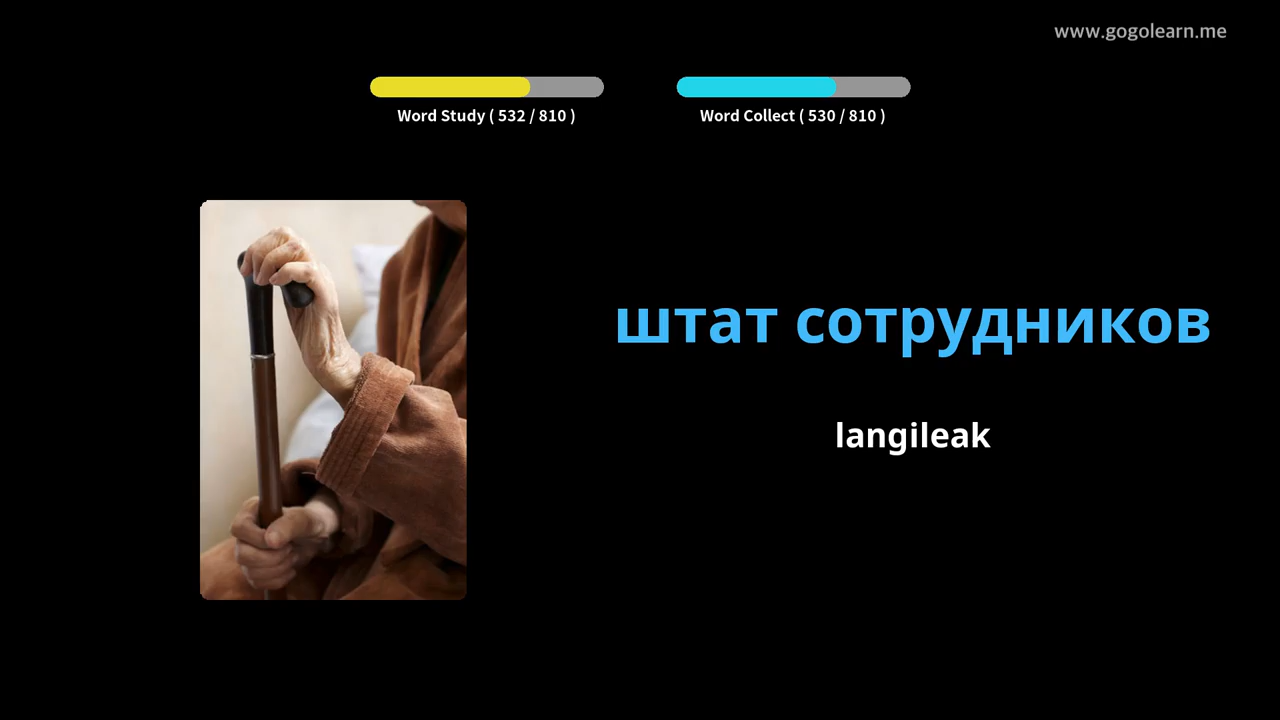 www.gogolearn.me
Word Study ( 532 / 810 )
Word Collect ( 530 / 810 )
штат сотрудников
langileak